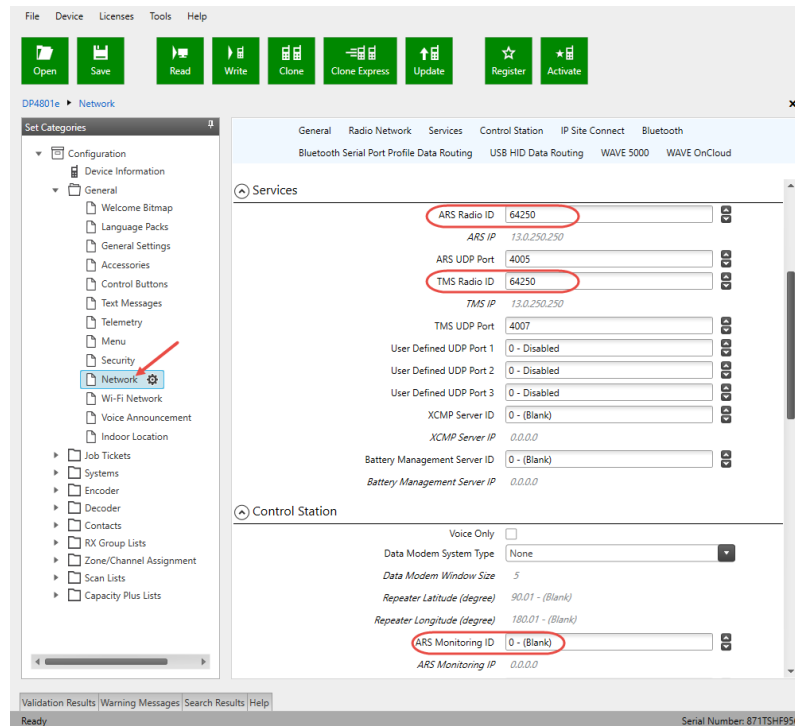 File Device Licenses Tools Help
Open Save Read Write Clone Clone Express Update Register Activate
DP4801e Network
Set Categories
Configuration
Device Information
General
Welcome Bitmap
Language Packs
General Settings
Accessories
Control Buttons
Text Messages
Telemetry
Menu
Security
Network
Wi-Fi Network
Voice Announcement
Indoor Location
Job Tickets
Systems
Encoder
Decoder
Contacts
RX Group Lists
Zone/Channel Assignment
Scan Lists
Capacity Plus Lists
General Radio Network Services Control Station IP Site Connect Bluetooth
Bluetooth Serial Port Profile Data Routing USB HID Data Routing WAVE 5000 WAVE OnCloud
Services
ARS Radio ID 64250
ARS IP 13.0.250.250
ARS UDP Port 4005
TMS Radio ID 64250
TMS IP 13.0.250.250
TMS UDP Port 4007
User Defined UDP Port 1 0 - Disabled
User Defined UDP Port 2 0 - Disabled
User Defined UDP Port 3 0 - Disabled
XCMP Server ID 0 - (Blank)
XCMP Server IP 0.0.0.0
Battery Management Server ID 0 - (Blank)
Battery Management Server IP 0.0.0.0
Control Station
Voice Only
Data Modem System Type None
Data Modem Window Size 5
Repeater Latitude (degree) 90.01 - (Blank)
Repeater Longitude (degree) 180.01 - (Blank)
ARS Monitoring ID 0 - (Blank)
ARS Monitoring IP 0.0.0.0
Validation Results Warning Messages Search Results Help
Ready Serial Number: 871TSHF95